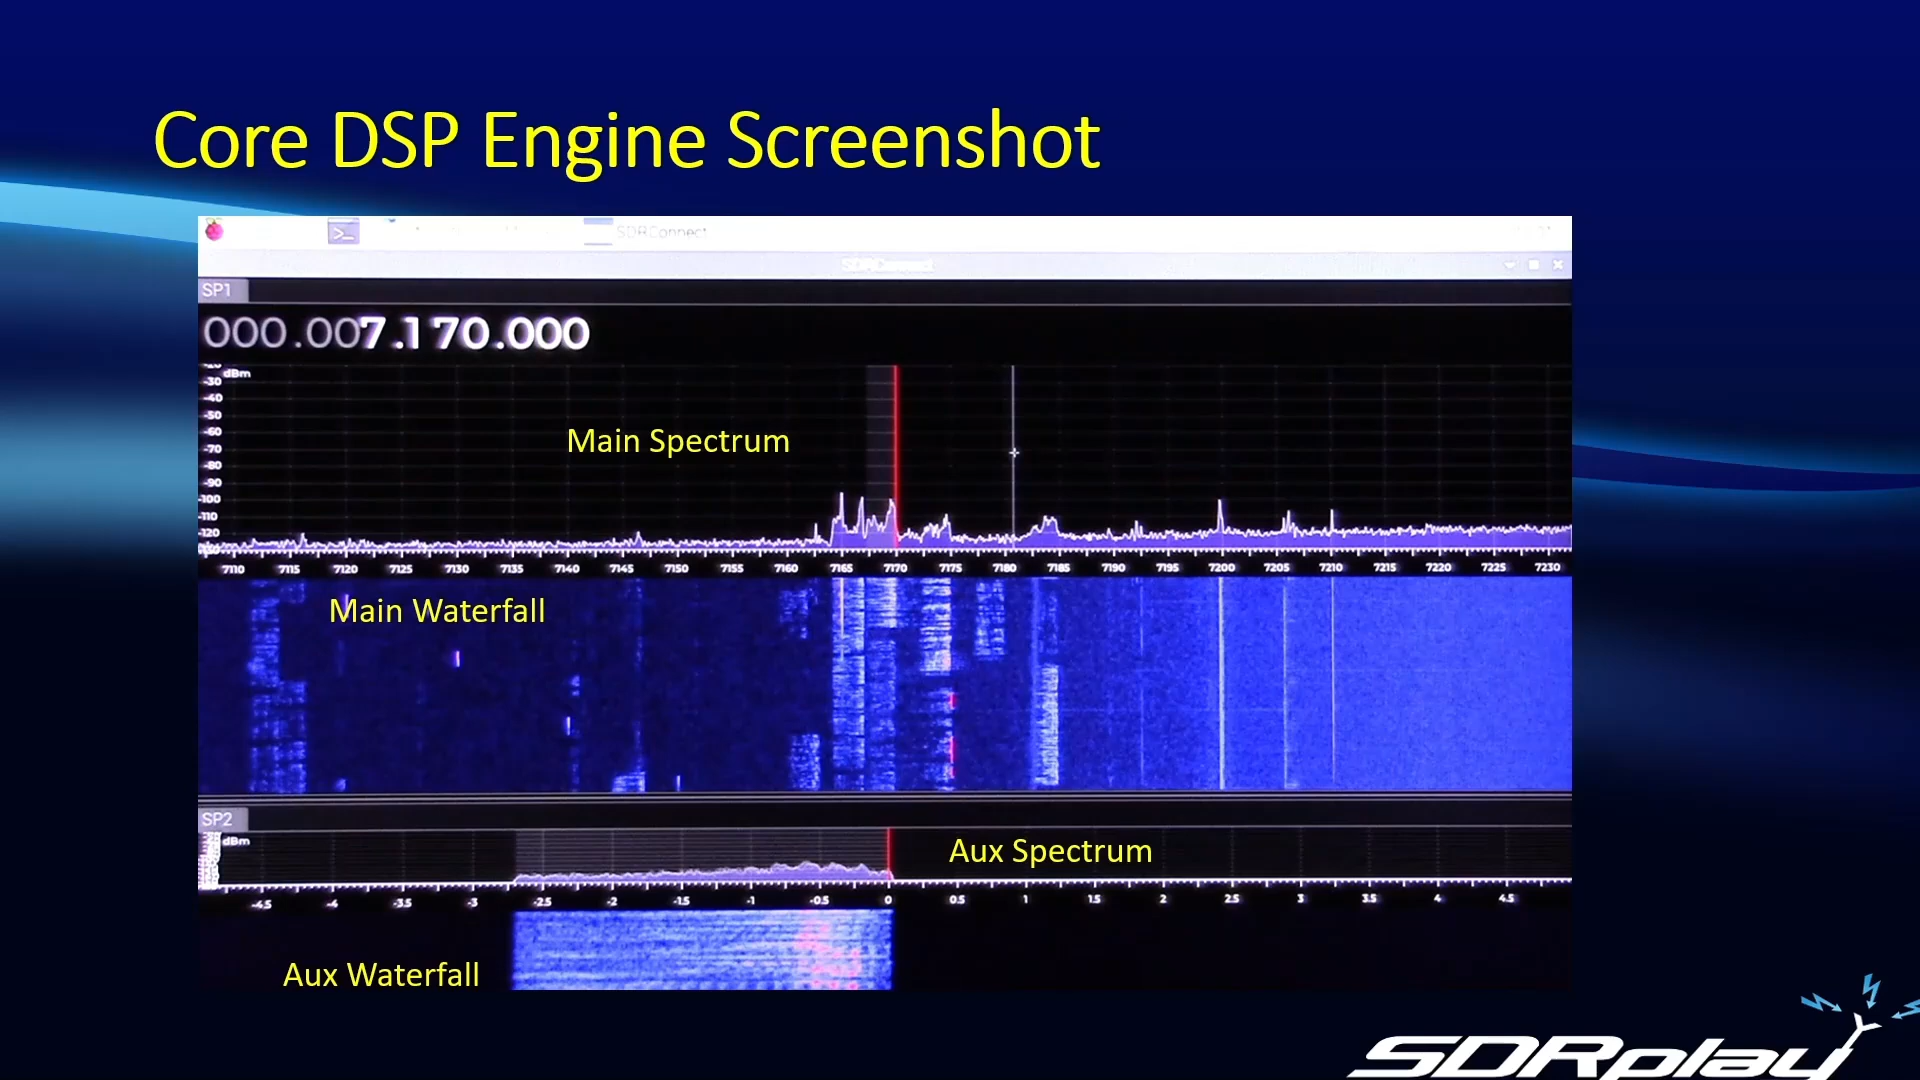 Core DSP Engine Screenshot
SDRConnect
SDRConnect
SP1
000.007.170.000
dBm
-30
-40
-50
-60
-70
-80
-90
-100
-110
-120
Main Spectrum
7110 7115 7120 7125 7130 7135 7140 7145 7150 7155 7160 7165 7170 7175 7180 7185 7190 7195 7200 7205 7210 7215 7220 7225 7230
Main Waterfall
SP2
dBm
Aux Spectrum
-4.5 -4 -3.5 -3 -2.5 -2 -1.5 -1 -0.5 0 0.5 1 1.5 2 2.5 3 3.5 4 4.5
Aux Waterfall
SDRplay